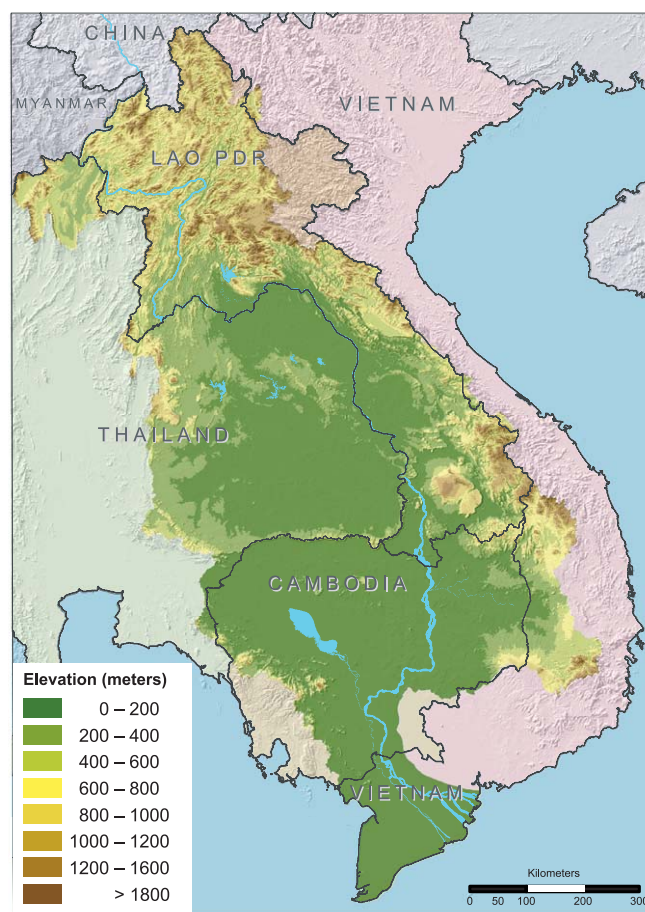 CHINA
MYANMAR
VIETNAM
LAO PDR
THAILAND
CAMBODIA
VIETNAM
Elevation (meters)
0 – 200
200 – 400
400 – 600
600 – 800
800 – 1000
1000 – 1200
1200 – 1600
> 1800
Kilometers
0 50 100 200 300